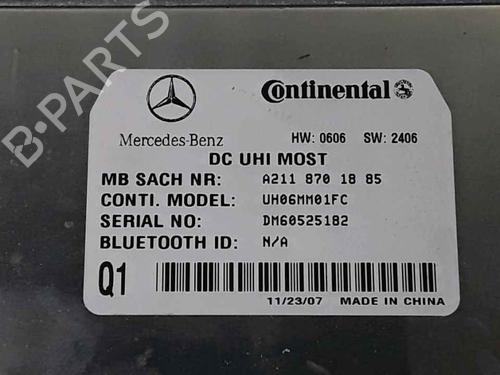 Mercedes-Benz
Continental
HW: 0606 SW: 2406
DC UHI MOST
MB SACH NR: A211 870 18 85
CONTI. MODEL: UH06MM01FC
SERIAL NO: DM60525182
BLUETOOTH ID: N/A
Q1
11/23/07 MADE IN CHINA
B-PARTS